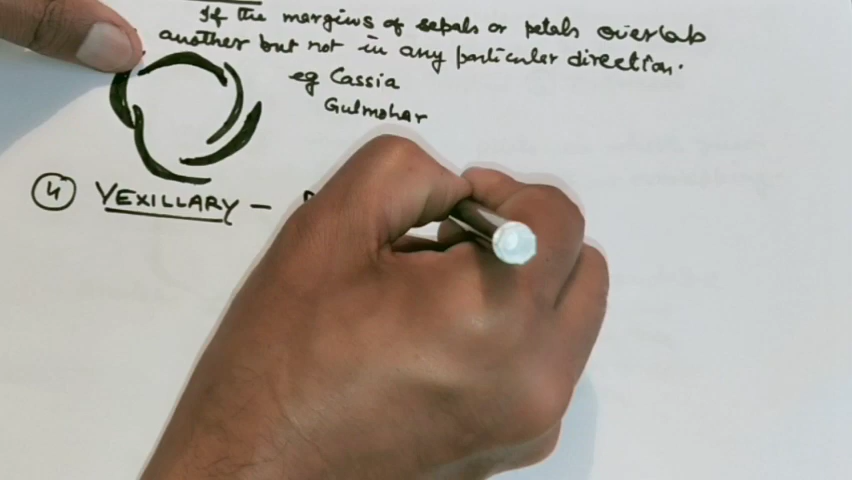 If the margins of sepals or petals overlap
another but not in any particular direction.
eg Cassia
Gulmohar
4 VEXILLARY -